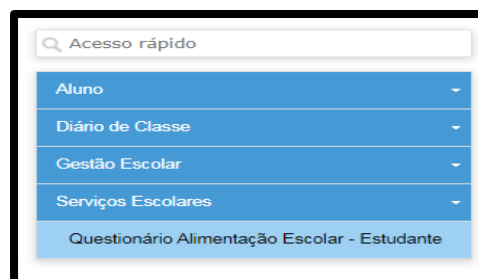 Acesso rápido
Aluno
Diário de Classe
Gestão Escolar
Serviços Escolares
Questionário Alimentação Escolar - Estudante